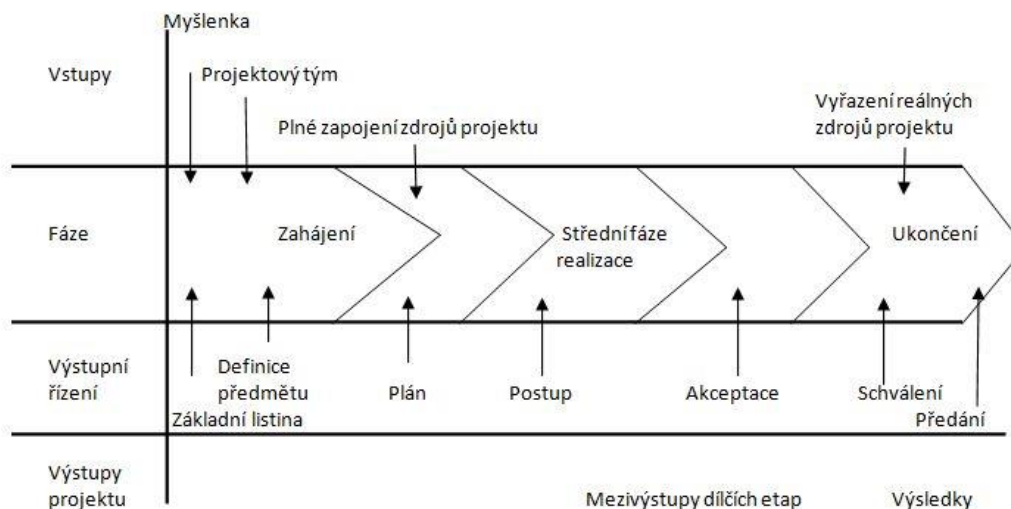 Myšlenka
Vstupy
Projektový tým
Plné zapojení zdrojů projektu
Vyřazení reálných
zdrojů projektu
Fáze
Zahájení
Střední fáze
realizace
Ukončení
Výstupní
řízení
Základní listina
Definice
předmětu
Plán
Postup
Akceptace
Schválení
Předání
Výstupy
projektu
Mezivýstupy dílčích etap
Výsledky